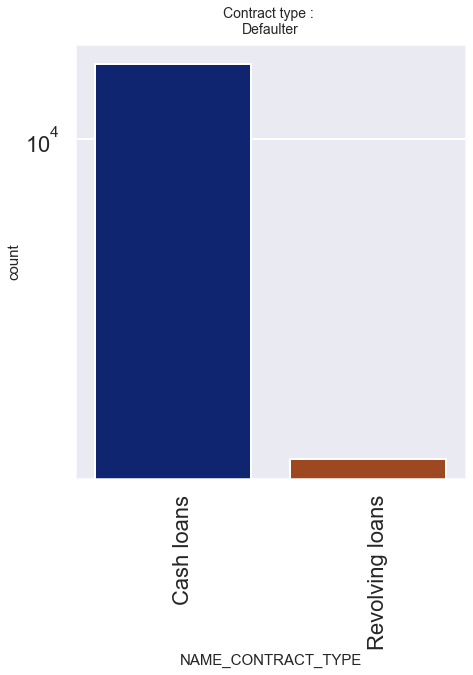 Contract type :
Defaulter
10^4
count
Cash loans
Revolving loans
NAME_CONTRACT_TYPE